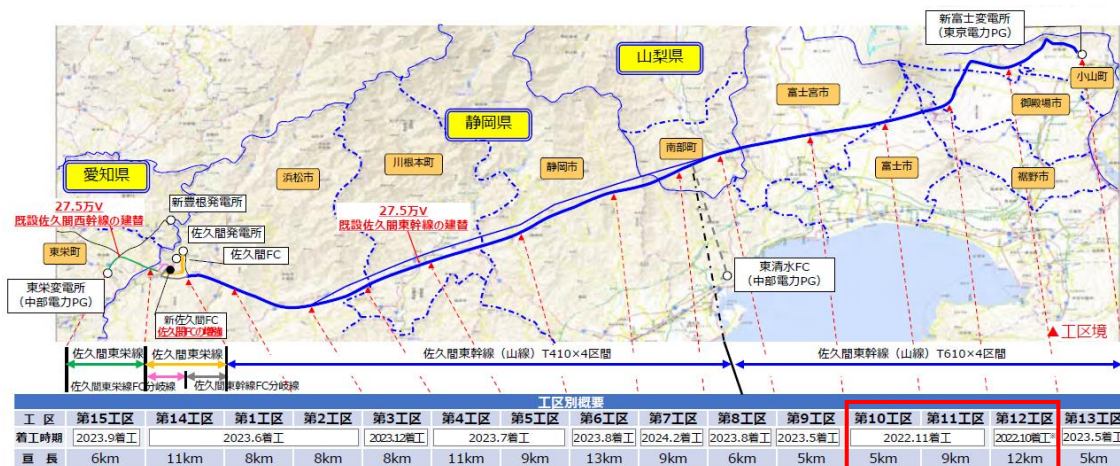 新富士変電所
（東京電力PG）
山梨県
小山町
富士宮市
御殿場市
静岡県
南部町
川根本町
静岡市
富士市
浜松市
裾野市
愛知県
27.5万V
既設佐久間西幹線の建替
新豊根発電所
27.5万V
既設佐久間東幹線の建替
佐久間発電所
東栄町
佐久間FC
東栄変電所
（中部電力PG）
東清水FC
（中部電力PG）
新佐久間FC
佐久間FCの増強
▲工区境
佐久間東栄線
佐久間東栄線
佐久間東幹線（山線）T410×4区間
佐久間東幹線（山線）T610×4区間
佐久間東栄線FC分岐線
佐久間東幹線FC分岐線
工区別概要
工 区 第15工区 第14工区 第1工区 第2工区 第3工区 第4工区 第5工区 第6工区 第7工区 第8工区 第9工区 第10工区 第11工区 第12工区 第13工区
着工時期 2023.9着工 2023.6着工 2023.12着工 2023.7着工 2023.8着工 2024.2着工 2023.8着工 2023.5着工 2022.11着工 2022.10着工※ 2023.5着工
亘 長 6km 11km 8km 8km 8km 11km 9km 13km 9km 6km 5km 5km 9km 12km 5km